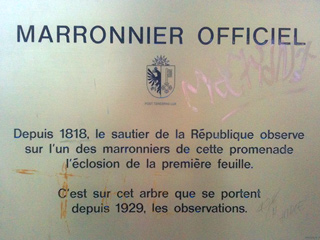 MARRONNIER OFFICIEL
Depuis 1818, le sautier de la République observe
sur l'un des marronniers de cette promenade
l'éclosion de la première feuille.
C'est sur cet arbre que se portent
depuis 1929, les observations.